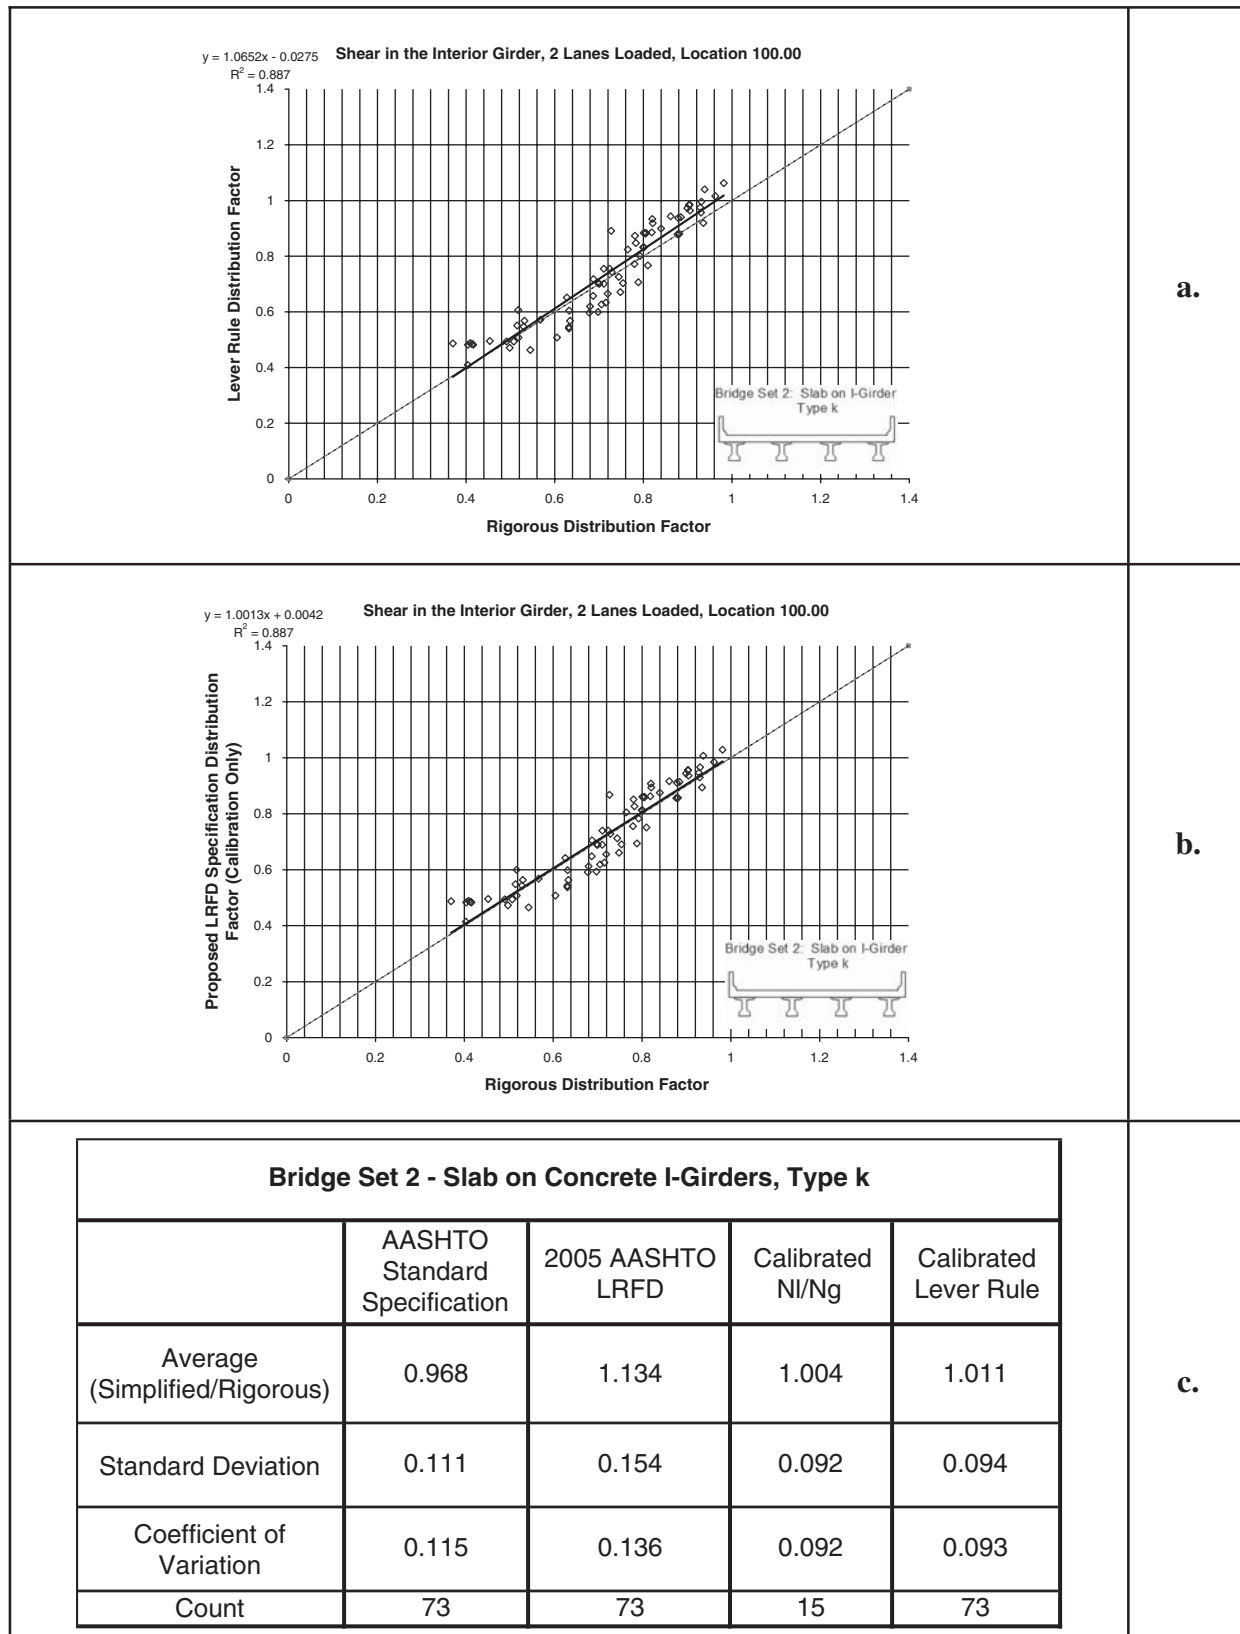 y = 1.0652x - 0.0275
R² = 0.887
Shear in the Interior Girder, 2 Lanes Loaded, Location 100.00
1.4
1.2
1
0.8
0.6
0.4
0.2
0
Lever Rule Distribution Factor
Bridge Set 2: Slab on I-Girder
Type k
0 0.2 0.4 0.6 0.8 1 1.2 1.4
Rigorous Distribution Factor
a.
y = 1.0013x + 0.0042
R² = 0.887
Shear in the Interior Girder, 2 Lanes Loaded, Location 100.00
1.4
1.2
1
0.8
0.6
0.4
0.2
0
Proposed LRFD Specification Distribution
Factor (Calibration Only)
Bridge Set 2: Slab on I-Girder
Type k
0 0.2 0.4 0.6 0.8 1 1.2 1.4
Rigorous Distribution Factor
b.
Bridge Set 2 - Slab on Concrete I-Girders, Type k
AASHTO
Standard
Specification
2005 AASHTO
LRFD
Calibrated
Nl/Ng
Calibrated
Lever Rule
Average
(Simplified/Rigorous)
0.968 1.134 1.004 1.011
Standard Deviation 0.111 0.154 0.092 0.094
Coefficient of
Variation
0.115 0.136 0.092 0.093
Count 73 73 15 73
c.